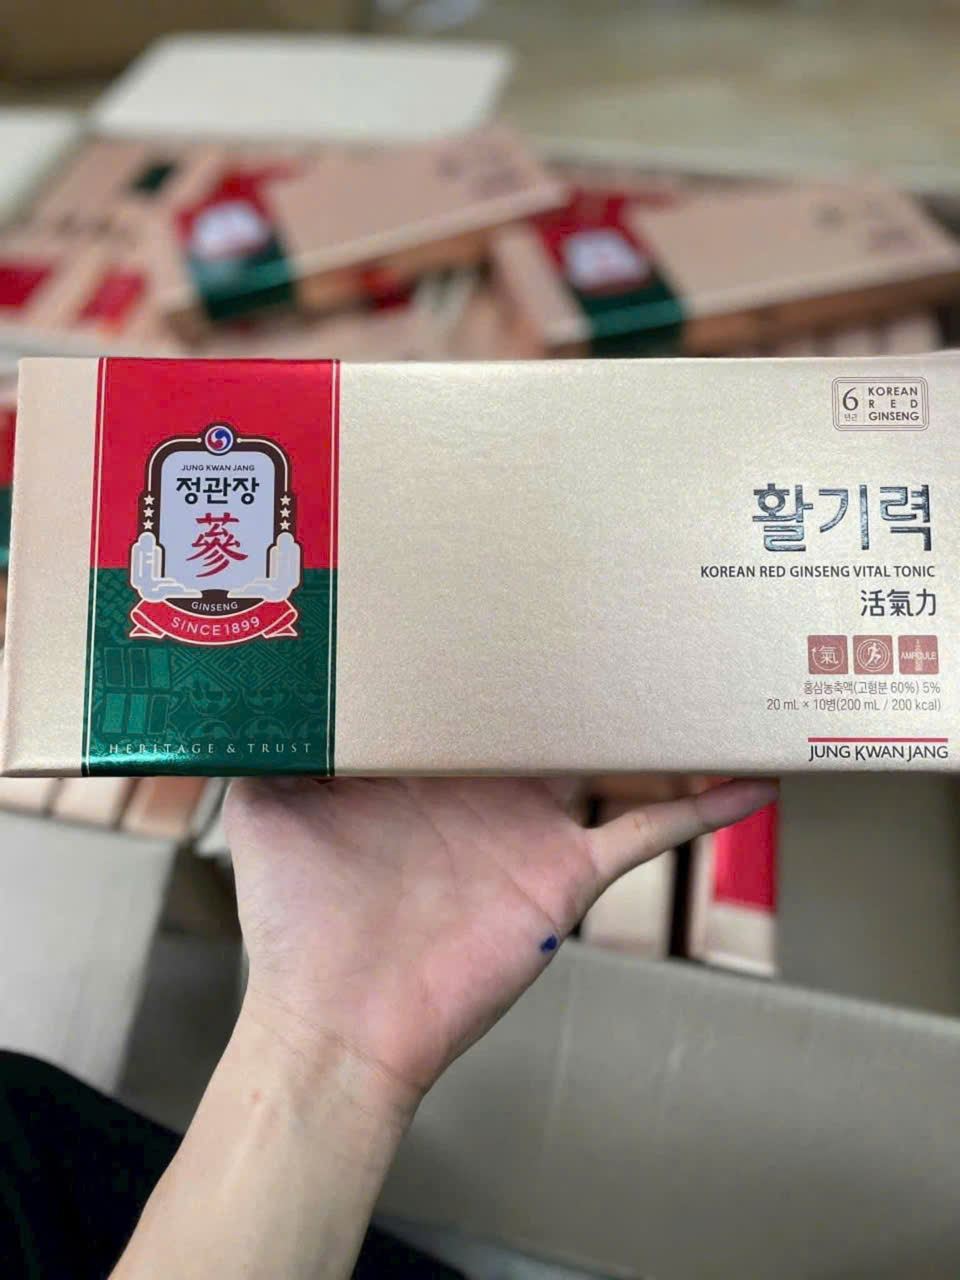 JUNG KWAN JANG
정관장
蔘
GINSENG
SINCE 1899
HERITAGE & TRUST
6년근
KOREAN
RED
GINSENG
활기력
KOREAN RED GINSENG VITAL TONIC
活氣力
氣
AMPOULE
홍삼농축액(고형분 60%) 5%
20 mL × 10병(200 mL / 200 kcal)
JUNG KWAN JANG